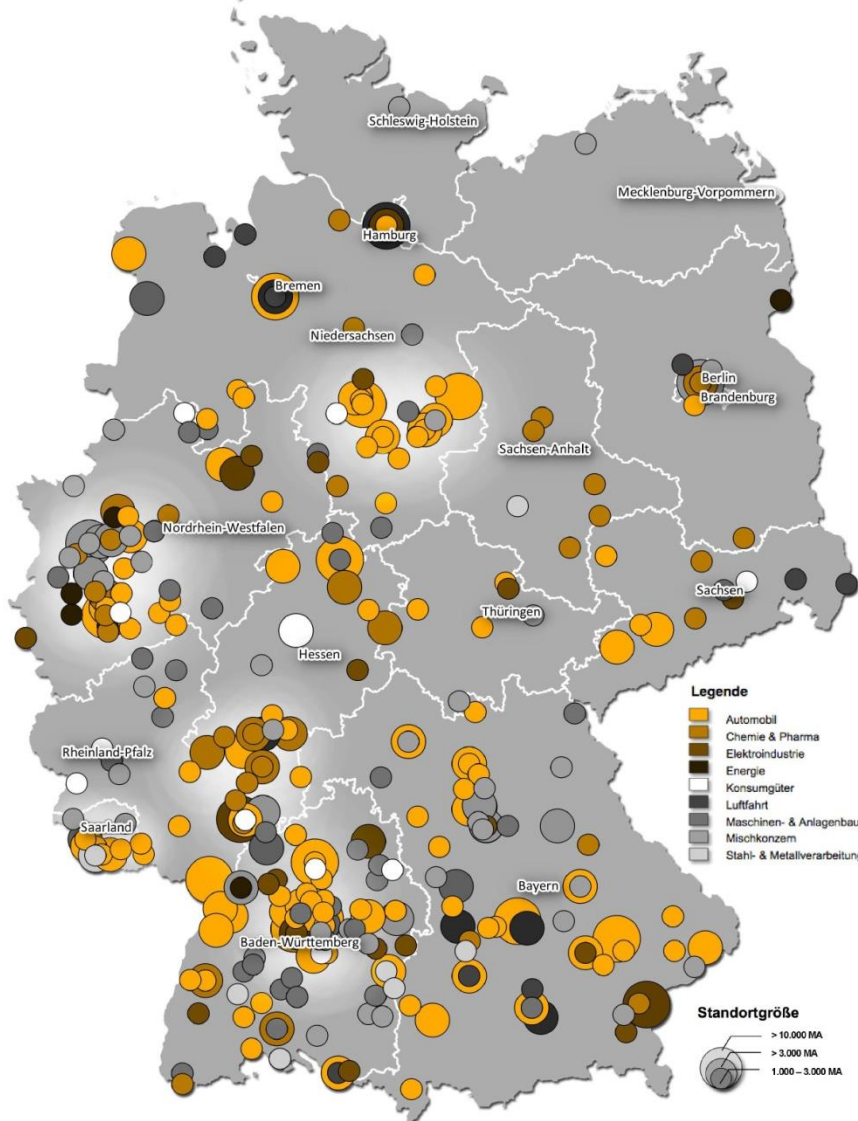 Schleswig-Holstein
Mecklenburg-Vorpommern
Hamburg
Bremen
Niedersachsen
Berlin
Brandenburg
Sachsen-Anhalt
Nordrhein-Westfalen
Sachsen
Thüringen
Hessen
Rheinland-Pfalz
Saarland
Bayern
Baden-Württemberg
Legende
Automobil
Chemie & Pharma
Elektroindustrie
Energie
Konsumgüter
Luftfahrt
Maschinen- & Anlagenbau
Mischkonzern
Stahl- & Metallverarbeitung
Standortgröße
> 10.000 MA
> 3.000 MA
1.000 – 3.000 MA